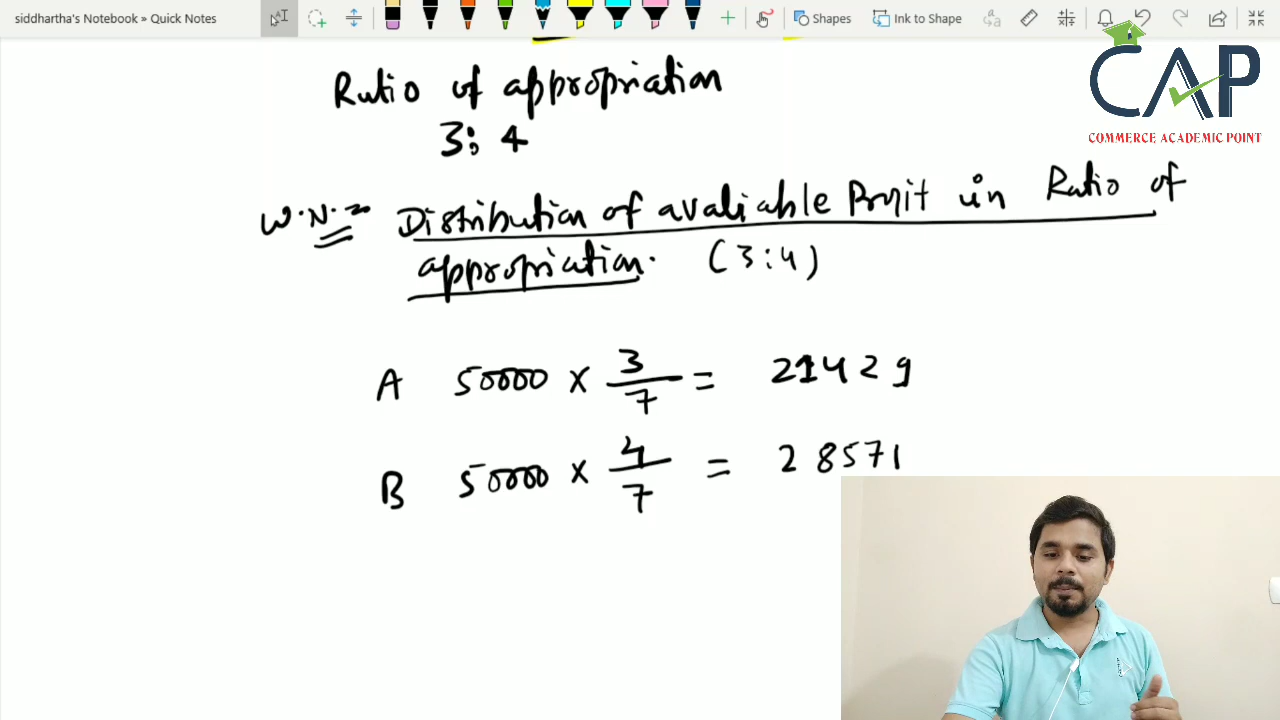 siddhartha's Notebook » Quick Notes
Shapes
Ink to Shape
CAP
COMMERCE ACADEMIC POINT
Ratio of appropriation
3:4
W.N.2 Distribution of avaliable Profit in Ratio of
appropriation. (3:4)
A 50000 × 3/7 = 21429
B 50000 × 4/7 = 28571